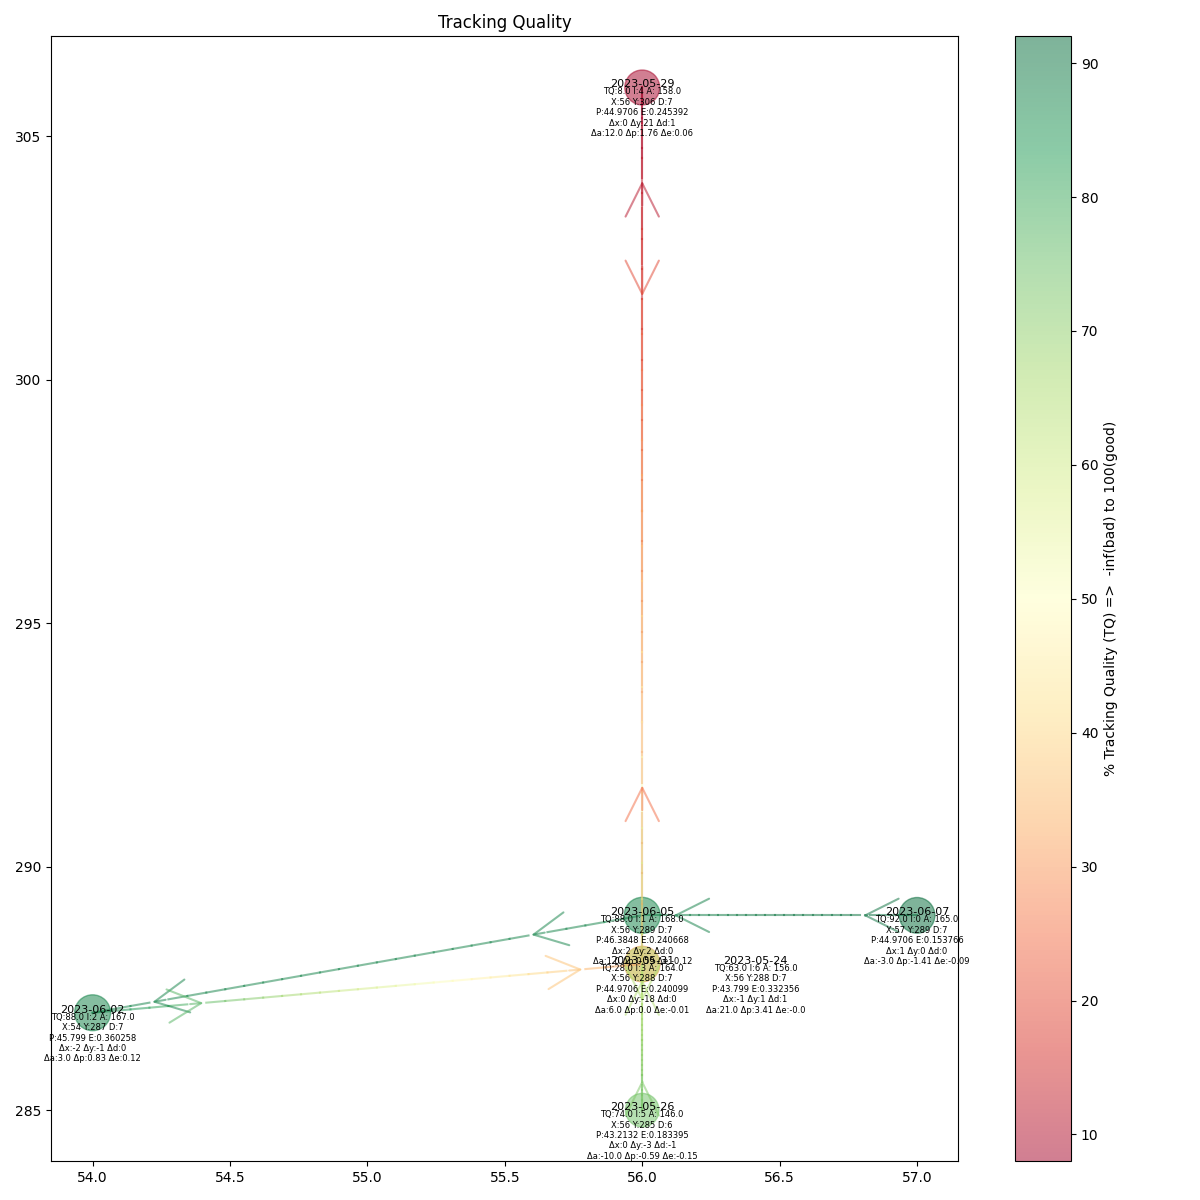 Tracking Quality
2023-05-29
TQ:8.0 I:4 A: 158.0
X:56 Y:306 D:7
P:44.9706 E:0.245392
Δx:0 Δy:21 Δd:1
Δa:12.0 Δp:1.76 Δe:0.06
305
300
295
290
285
2023-06-05
TQ:88.0 I:1 A: 168.0
X:56 Y:289 D:7
P:46.3848 E:0.240668
Δx:2 Δy:2 Δd:0
2023-06-07
TQ:92.0 I:0 A: 165.0
X:57 Y:289 D:7
P:44.9706 E:0.153766
Δx:1 Δy:0 Δd:0
Δa:-3.0 Δp:-1.41 Δe:-0.09
TQ:28.0 I:3 A: 164.0
X:56 Y:288 D:7
P:44.9706 E:0.240099
Δx:0 Δy:-18 Δd:0
Δa:6.0 Δp:0.0 Δe:-0.01
2023-05-24
TQ:63.0 I:6 A: 156.0
X:56 Y:288 D:7
P:43.799 E:0.332356
Δx:-1 Δy:1 Δd:1
Δa:21.0 Δp:3.41 Δe:-0.0
2023-06-02
TQ:88.0 I:2 A: 167.0
X:54 Y:287 D:7
P:45.799 E:0.360258
Δx:-2 Δy:-1 Δd:0
Δa:3.0 Δp:0.83 Δe:0.12
2023-05-26
TQ:74.0 I:5 A: 146.0
X:56 Y:285 D:6
P:43.2132 E:0.183395
Δx:0 Δy:-3 Δd:-1
Δa:-10.0 Δp:-0.59 Δe:-0.15
54.0 54.5 55.0 55.5 56.0 56.5 57.0
90
80
70
60
50
40
30
20
10
% Tracking Quality (TQ) => -inf(bad) to 100(good)